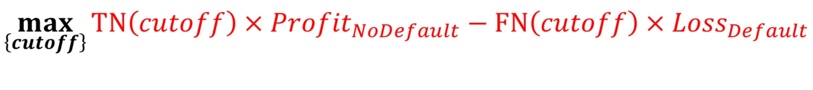 max TN(cutoff) × Profit_NoDefault − FN(cutoff) × Loss_Default
{cutoff}